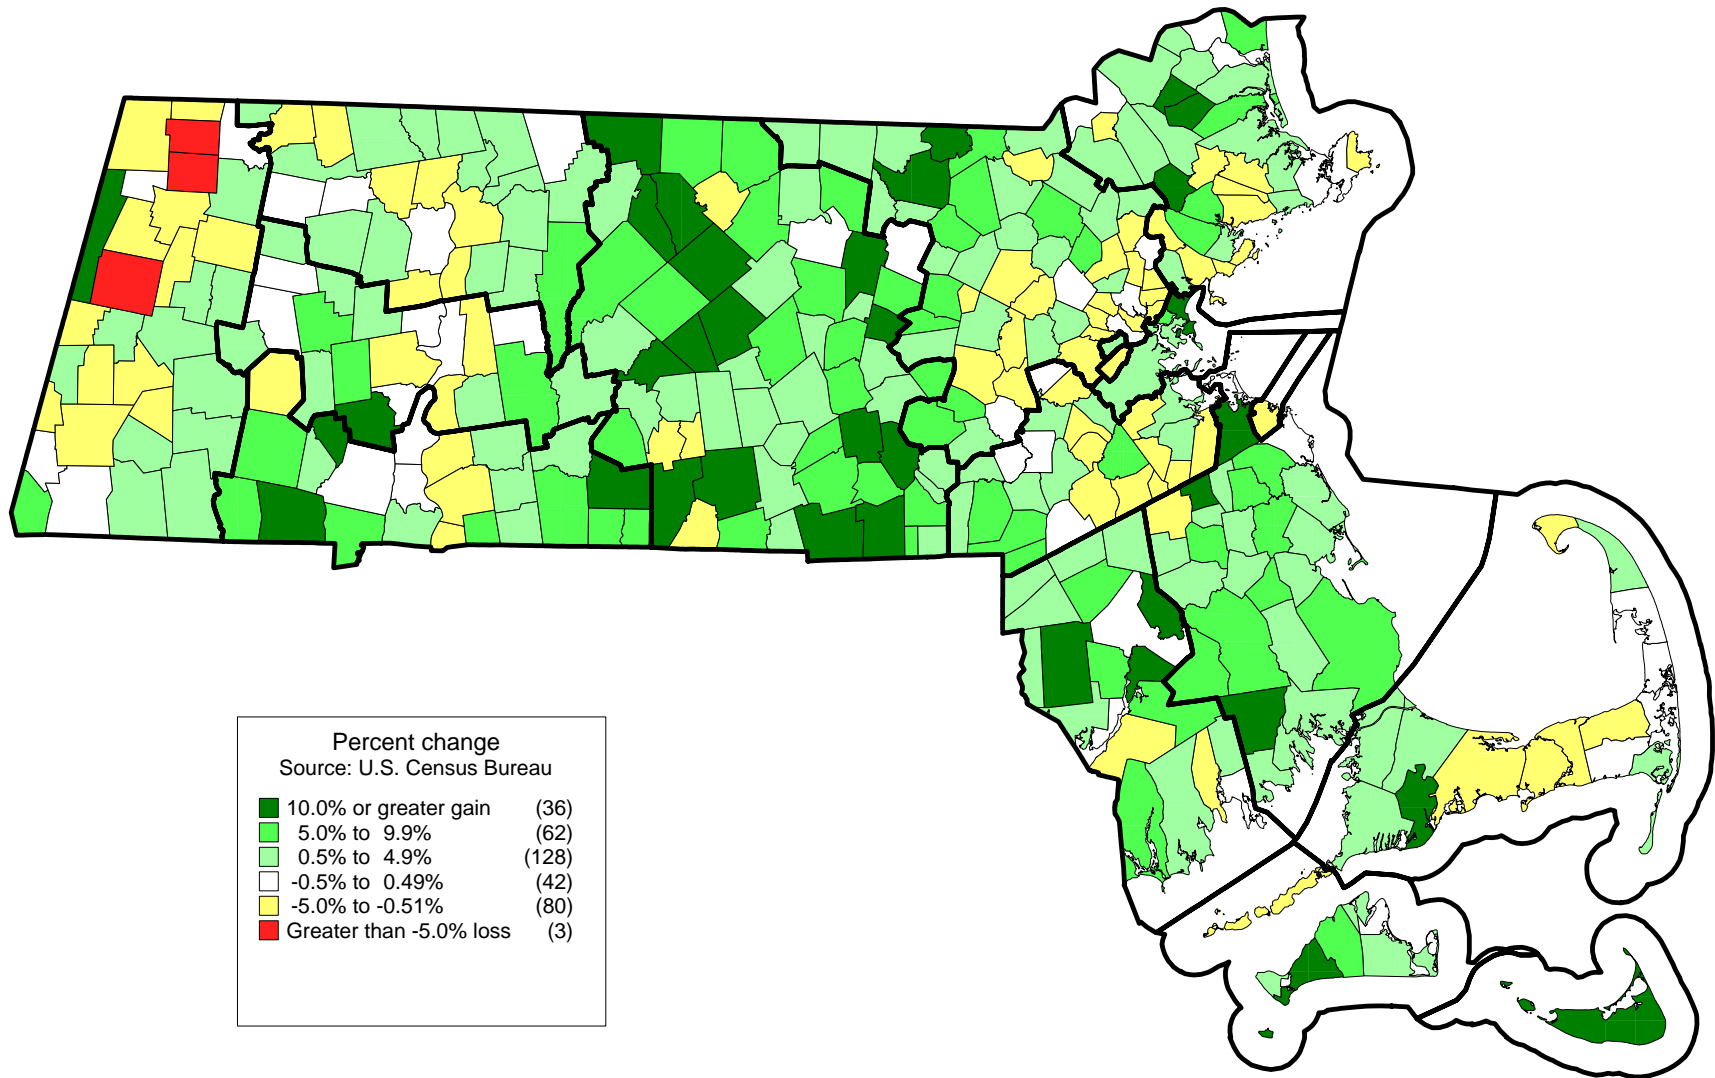 Percent change
Source: U.S. Census Bureau
10.0% or greater gain (36)
5.0% to 9.9% (62)
0.5% to 4.9% (128)
-0.5% to 0.49% (42)
-5.0% to -0.51% (80)
Greater than -5.0% loss (3)